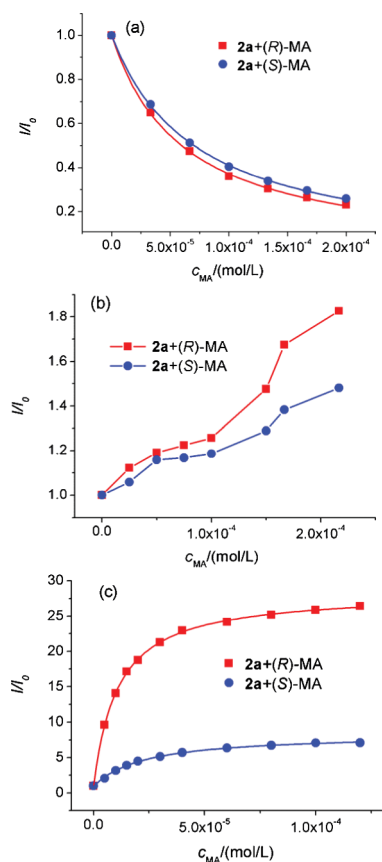 (a)
2a+(R)-MA
2a+(S)-MA
I/I0
1.0
0.8
0.6
0.4
0.2
0.0 5.0x10-5 1.0x10-4 1.5x10-4 2.0x10-4
cMA/(mol/L)
(b)
2a+(R)-MA
2a+(S)-MA
I/I0
1.8
1.6
1.4
1.2
1.0
0.0 1.0x10-4 2.0x10-4
cMA/(mol/L)
(c)
2a+(R)-MA
2a+(S)-MA
I/I0
30
25
20
15
10
5
0
0.0 5.0x10-5 1.0x10-4
cMA/(mol/L)